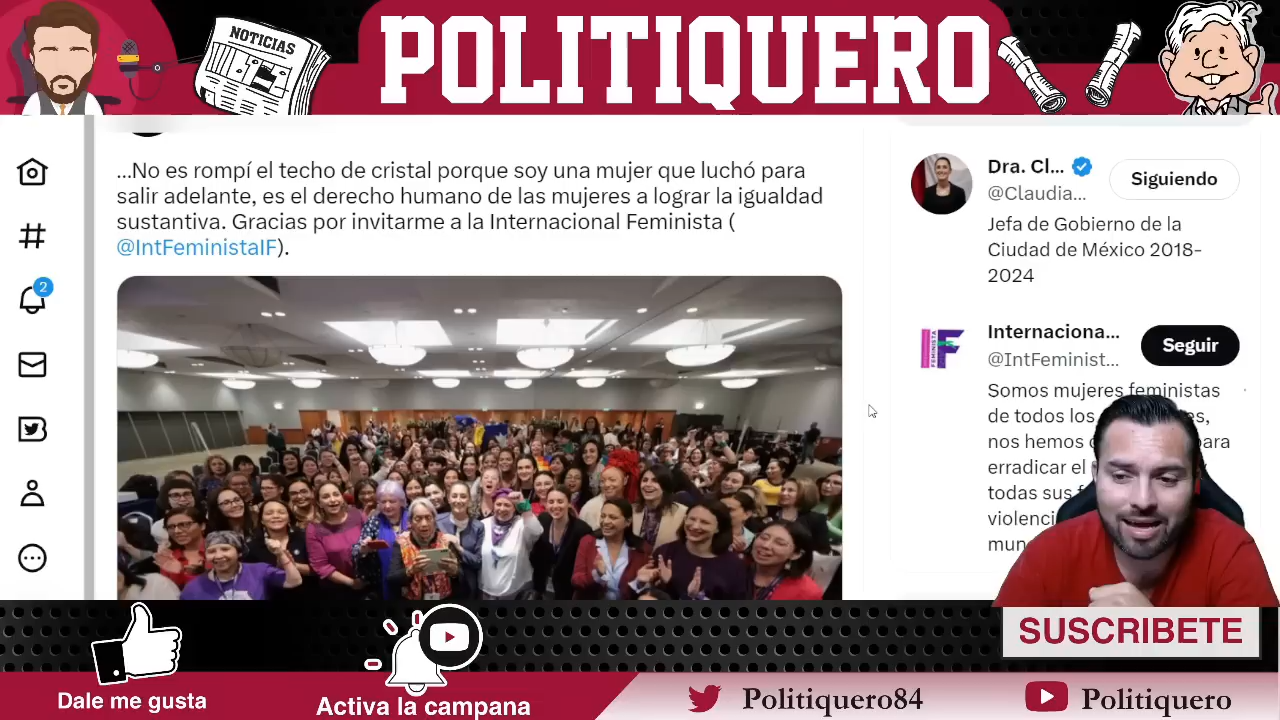 NOTICIAS
POLITIQUERO
...No es rompí el techo de cristal porque soy una mujer que luchó para
salir adelante, es el derecho humano de las mujeres a lograr la igualdad
sustantiva. Gracias por invitarme a la Internacional Feminista (
@IntFeministaIF).
2
Dra. Cl...
@Claudia...
Siguiendo
Jefa de Gobierno de la
Ciudad de México 2018-
2024
IF
FEMINISTA
Internaciona...
@IntFeminist...
Seguir
Somos mujeres feministas
de todos los
nos hemos
para
erradicar el
todas sus
SUSCRIBETE
Dale me gusta
Activa la campana
Politiquero84
Politiquero